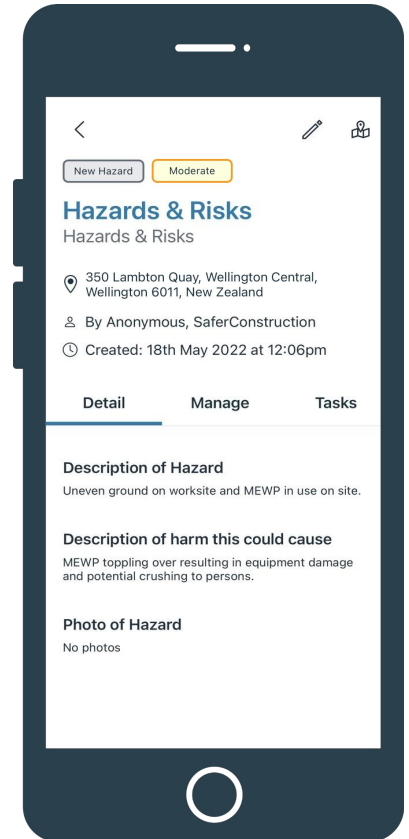 New Hazard Moderate
Hazards & Risks
Hazards & Risks
350 Lambton Quay, Wellington Central,
Wellington 6011, New Zealand
By Anonymous, SaferConstruction
Created: 18th May 2022 at 12:06pm
Detail Manage Tasks
Description of Hazard
Uneven ground on worksite and MEWP in use on site.
Description of harm this could cause
MEWP toppling over resulting in equipment damage
and potential crushing to persons.
Photo of Hazard
No photos